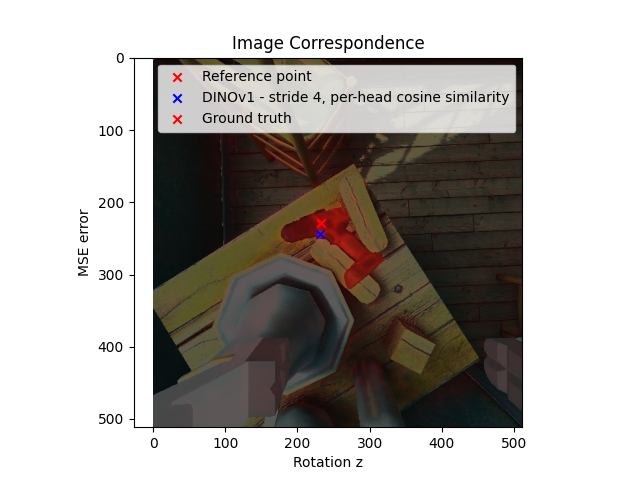 Image Correspondence
Reference point
DINOv1 - stride 4, per-head cosine similarity
Ground truth
0
100
200
300
400
500
MSE error
0 100 200 300 400 500
Rotation z